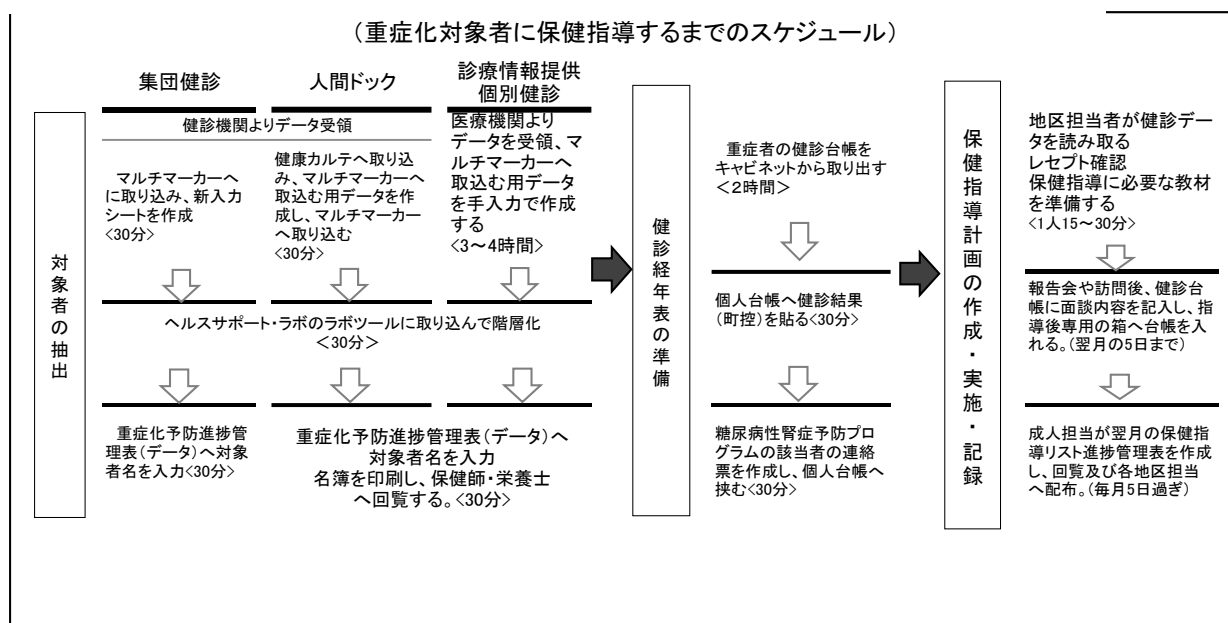 (重症化対象者に保健指導するまでのスケジュール)
対象者の抽出
集団健診
人間ドック
診療情報提供
個別健診
健診機関よりデータ受領
マルチマーカーへ
に取り込み、新入力
シートを作成
<30分>
健康カルテへ取り込
み、マルチマーカーへ
取込む用データを作
成し、マルチマーカー
へ取り込む
<30分>
医療機関より
データを受領、マ
ルチマーカーへ
取込む用データ
を手入力で作成
する
<3~4時間>
ヘルスサポート・ラボのラボツールに取り込んで階層化
<30分>
重症化予防進捗管
理表(データ)へ対象
者名を入力<30分>
重症化予防進捗管理表(データ)へ
対象者名を入力
名簿を印刷し、保健師・栄養士
へ回覧する。<30分>
健診経年表の準備
重症者の健診台帳を
キャビネットから取り出す
<2時間>
個人台帳へ健診結果
(町控)を貼る<30分>
糖尿病性腎症予防プロ
グラムの該当者の連絡
票を作成し、個人台帳へ
挟む<30分>
保健指導計画の作成・実施・記録
地区担当者が健診デー
タを読み取る
レセプト確認
保健指導に必要な教材
を準備する
<1人15~30分>
報告会や訪問後、健診台
帳に面談内容を記入し、指
導後専用の箱へ台帳を入
れる。(翌月の5日まで)
成人担当が翌月の保健指
導リスト進捗管理表を作成
し、回覧及び各地区担当
へ配布。(毎月5日過ぎ)